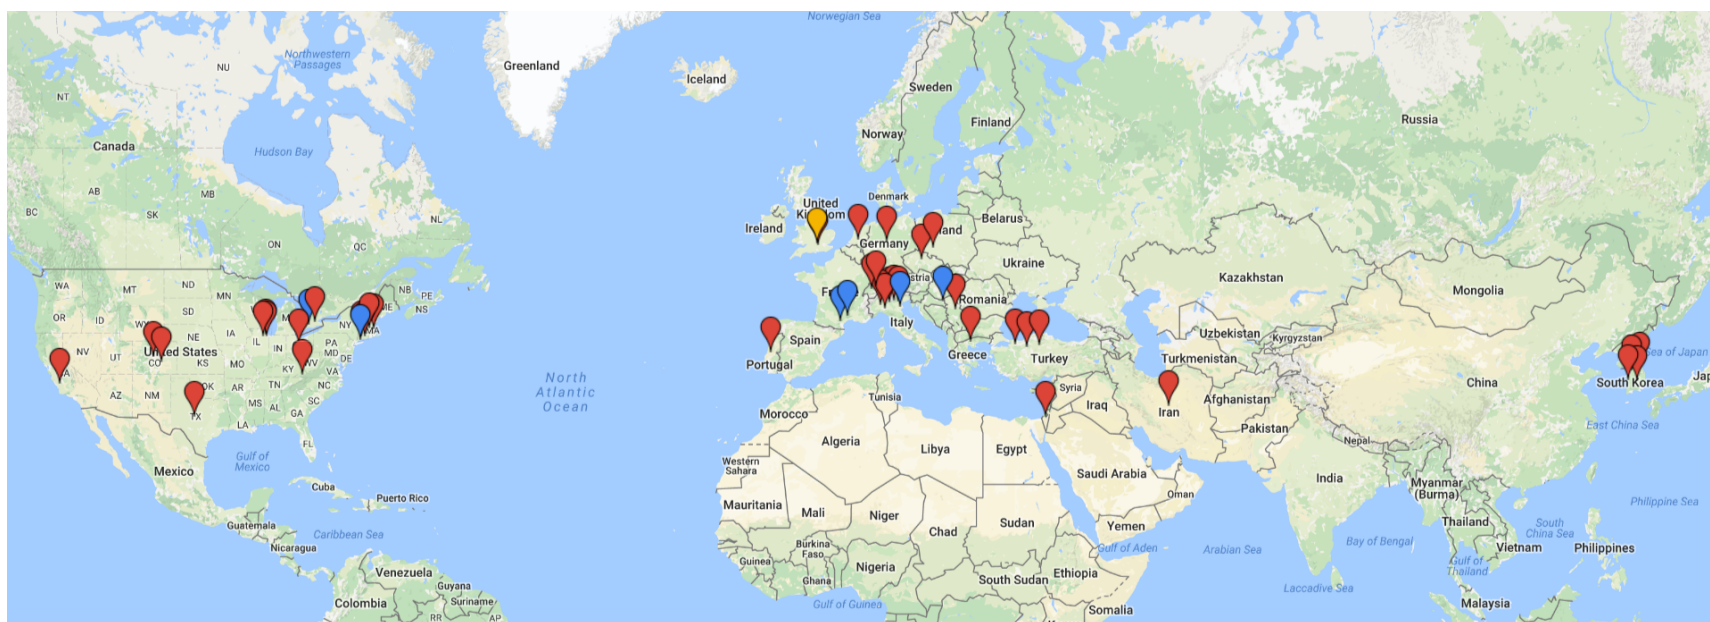 Norwegian Sea
Northwestern
Passages
NU
Greenland
Iceland
Sweden
NT
Finland
Russia
Norway
Canada
Hudson Bay
AB
MB
SK
BC
NL
ON
QC
United
Kingdom
Denmark
Ireland
Belarus
Germany
Ukraine
Kazakhstan
Mongolia
WA
MT
ND
MN
NB
PE
NS
ME
OR
ID
SD
WY
NE
IA
IL
IN
NY
MA
PA
Romania
Italy
Spain
Portugal
Greece
Turkey
Uzbekistan
Kyrgyzstan
Turkmenistan
Sea of Japan
South Korea
China
NV
UT
CO
United States
KS
MO
KY
WV
MD
DE
VA
AZ
NM
OK
AR
TN
NC
SC
TX
MS
AL
GA
LA
FL
North
Atlantic
Ocean
Tunisia
Morocco
Syria
Iraq
Iran
Afghanistan
Pakistan
Nepal
East China Sea
Algeria
Libya
Egypt
Gulf of
Mexico
Mexico
Cuba
Puerto Rico
Western
Sahara
Saudi Arabia
Oman
India
Myanmar
(Burma)
Philippine Sea
Mauritania
Mali
Niger
Chad
Sudan
Yemen
Guatemala
Caribbean Sea
Nicaragua
Burkina
Faso
Guinea
Ghana
Nigeria
South Sudan
Ethiopia
Gulf of Aden
Arabian Sea
Bay of Bengal
Thailand
South
China Sea
Vietnam
Philippines
Gulf of
Thailand
Laccadive Sea
Venezuela
Guyana
Suriname
Colombia
RR
AP
Gulf of Guinea
Somalia
Malaysia